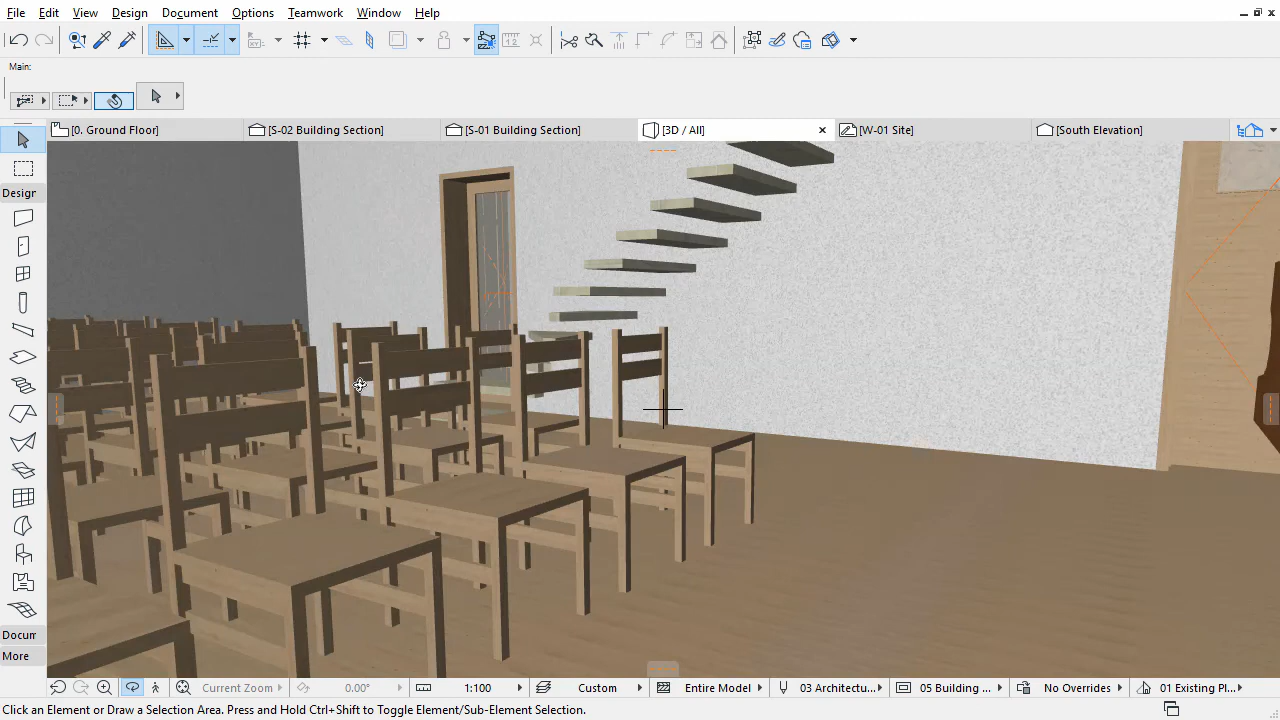 File Edit View Design Document Options Teamwork Window Help
Main:
[0. Ground Floor] [S-02 Building Section] [S-01 Building Section] [3D / All] [W-01 Site] [South Elevation]
Design
Docum
More
Current Zoom 0.00° 1:100 Custom Entire Model 03 Architectu... 05 Building ... No Overrides 01 Existing Pl...
Click an Element or Draw a Selection Area. Press and Hold Ctrl+Shift to Toggle Element/Sub-Element Selection.